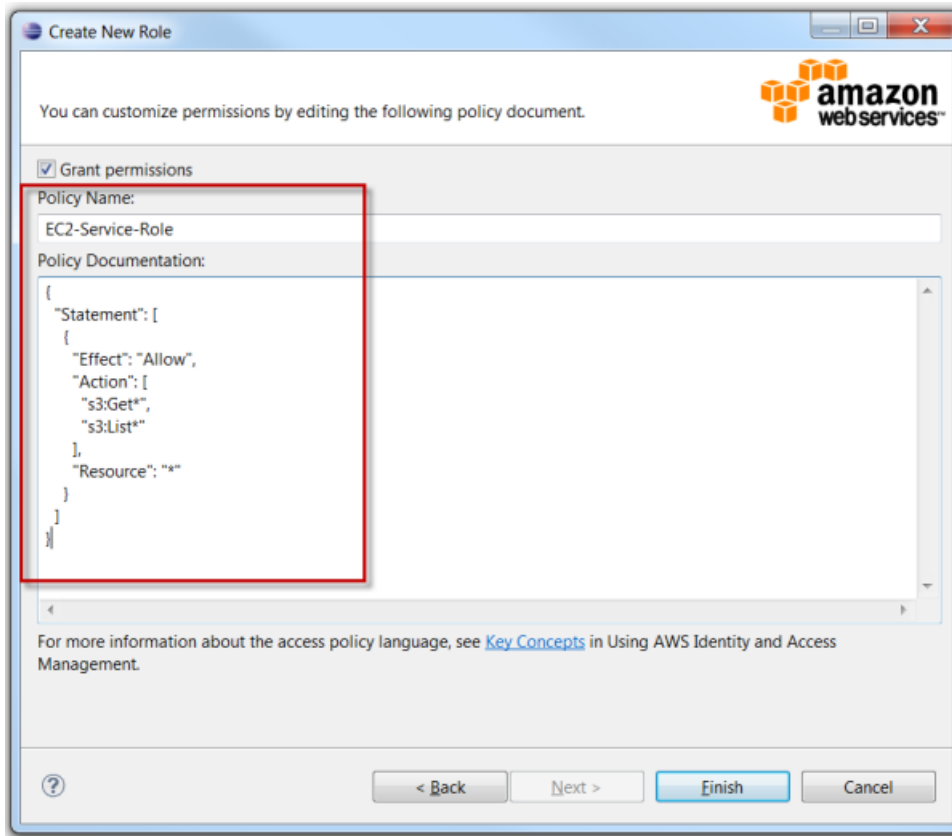 Create New Role
You can customize permissions by editing the following policy document.
amazon
webservices™
Grant permissions
Policy Name:
EC2-Service-Role
Policy Documentation:
{
"Statement": [
{
"Effect": "Allow",
"Action": [
"s3:Get*",
"s3:List*"
],
"Resource": "*"
}
]
}
For more information about the access policy language, see Key Concepts in Using AWS Identity and Access
Management.
?
< Back
Next >
Finish
Cancel